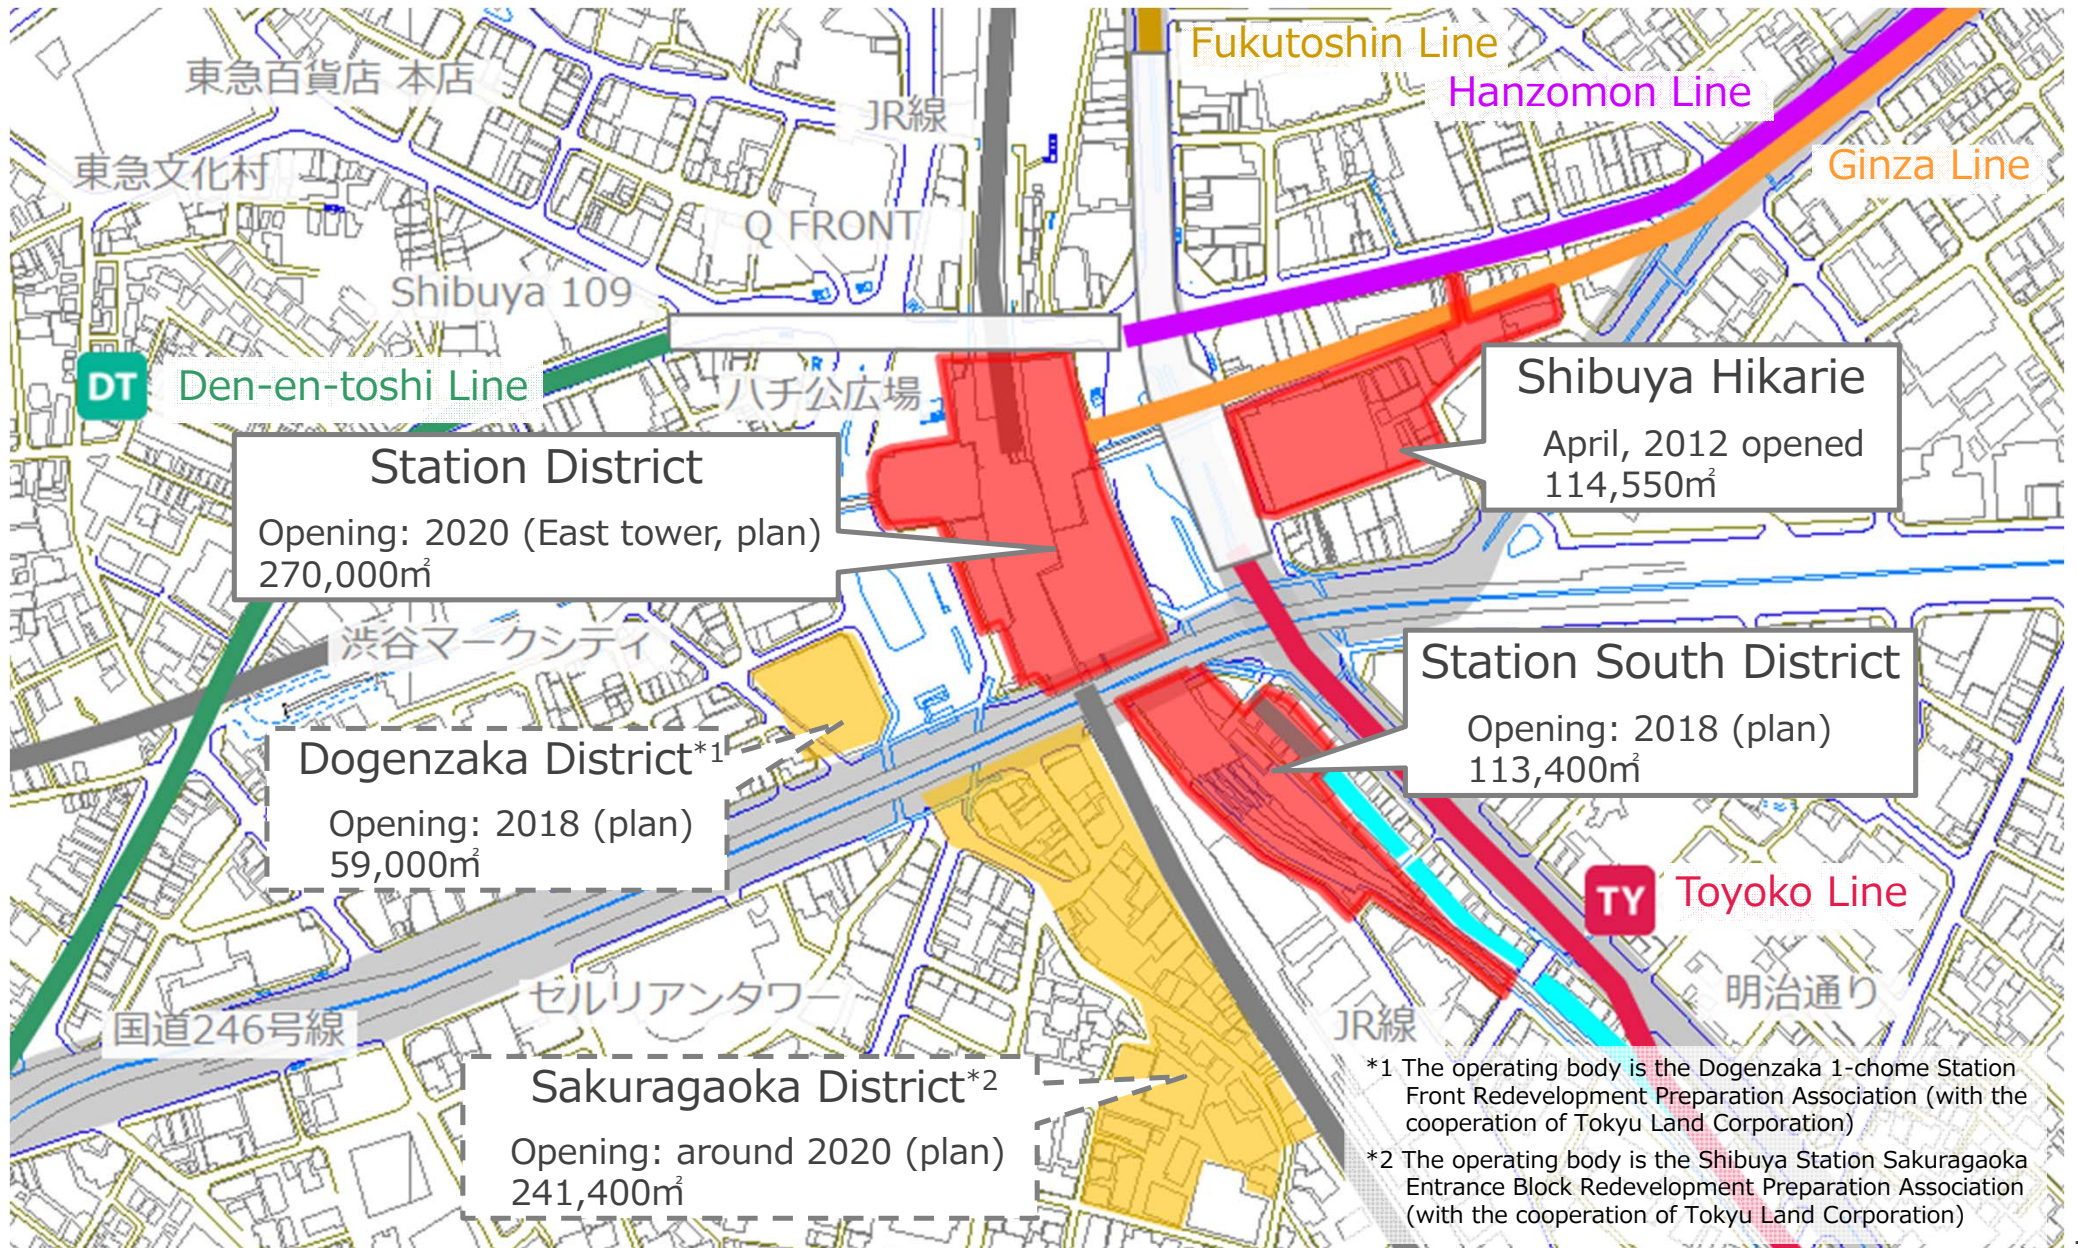 Fukutoshin Line
Hanzomon Line
Ginza Line
東急百貨店 本店
JR線
東急文化村
Q FRONT
Shibuya 109
DT
Den-en-toshi Line
ハチ公広場
Shibuya Hikarie
April, 2012 opened
114,550㎡
Station District
Opening: 2020 (East tower, plan)
270,000㎡
渋谷マークシティ
Station South District
Opening: 2018 (plan)
113,400㎡
Dogenzaka District*1
Opening: 2018 (plan)
59,000㎡
TY
Toyoko Line
セルリアンタワー
明治通り
国道246号線
JR線
Sakuragaoka District*2
Opening: around 2020 (plan)
241,400㎡
*1 The operating body is the Dogenzaka 1-chome Station
Front Redevelopment Preparation Association (with the
cooperation of Tokyu Land Corporation)
*2 The operating body is the Shibuya Station Sakuragaoka
Entrance Block Redevelopment Preparation Association
(with the cooperation of Tokyu Land Corporation)